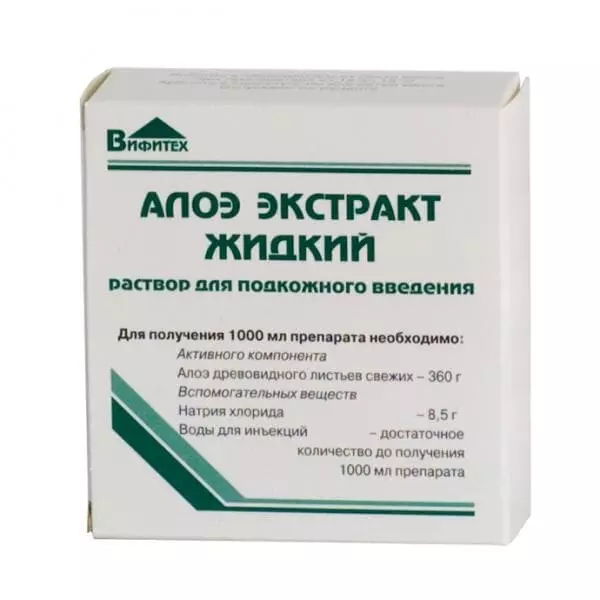 ВИФИТЕХ
АЛОЭ ЭКСТРАКТ
ЖИДКИЙ
раствор для подкожного введения
Для получения 1000 мл препарата необходимо:
Активного компонента
Алоэ древовидного листьев свежих – 360 г
Вспомогательных веществ
Натрия хлорида – 8,5 г
Воды для инъекций – достаточное
количество до получения
1000 мл препарата